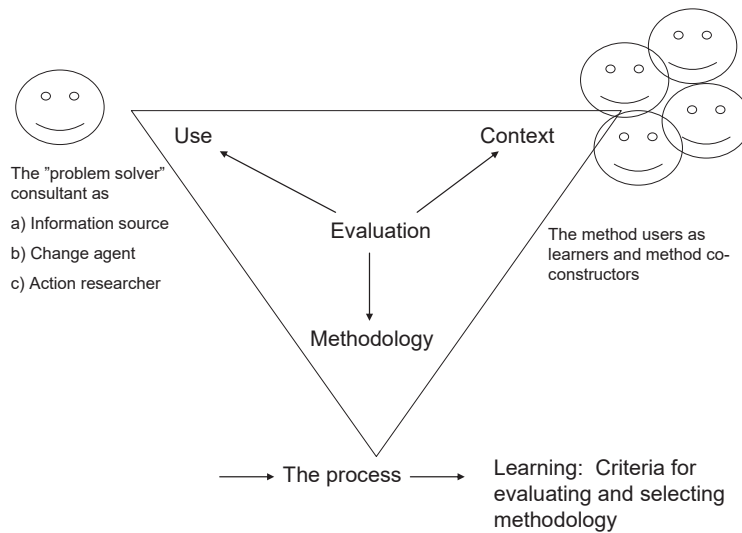 Use
Context
The ”problem solver”
consultant as
a) Information source
b) Change agent
c) Action researcher
Evaluation
The method users as
learners and method co-
constructors
Methodology
The process
Learning: Criteria for
evaluating and selecting
methodology